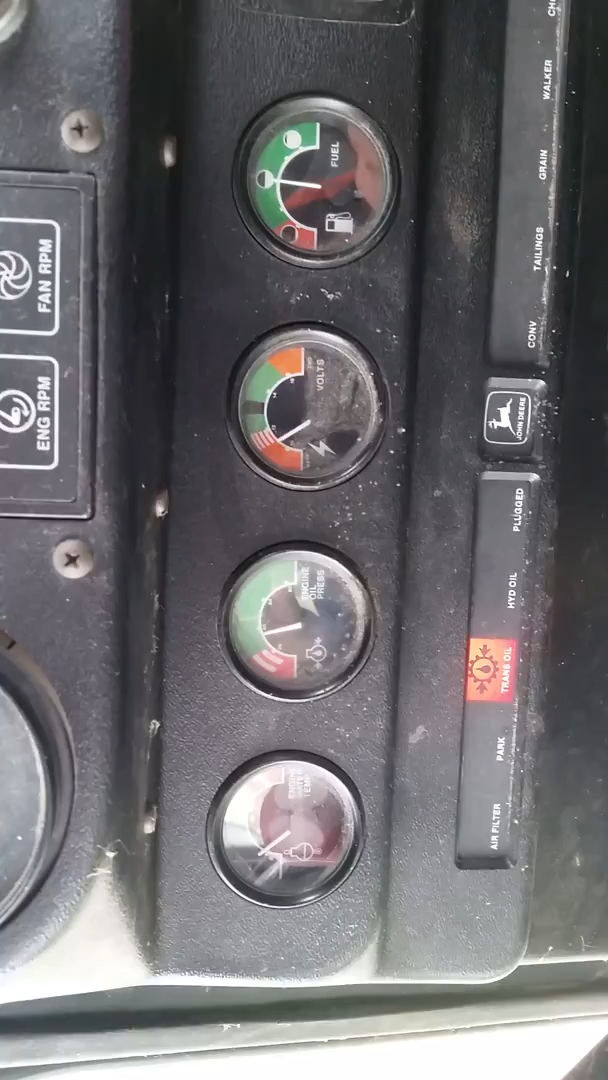 FAN RPM
ENG RPM
FUEL
VOLTS
ENGINE
OIL
PRESS
ENGINE
WATER
TEMP
WALKER
GRAIN
TAILINGS
CONV
JOHN DEERE
PLUGGED
HYD OIL
TRANS OIL
PARK
AIR FILTER